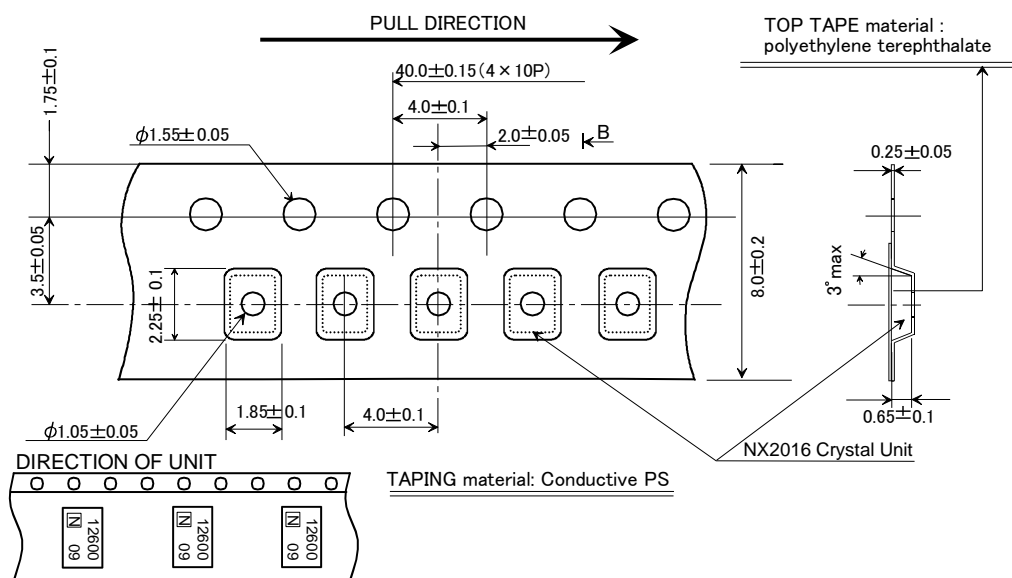 PULL DIRECTION
TOP TAPE material :
polyethylene terephthalate
1.75±0.1
40.0±0.15(4×10P)
4.0±0.1
ϕ1.55±0.05
2.0±0.05
B
0.25±0.05
3.5±0.05
2.25± 0.1
8.0±0.2
3°max
1.85±0.1
4.0±0.1
0.65±0.1
ϕ1.05±0.05
NX2016 Crystal Unit
DIRECTION OF UNIT
TAPING material: Conductive PS
12600
N 09
12600
N 09
12600
N 09